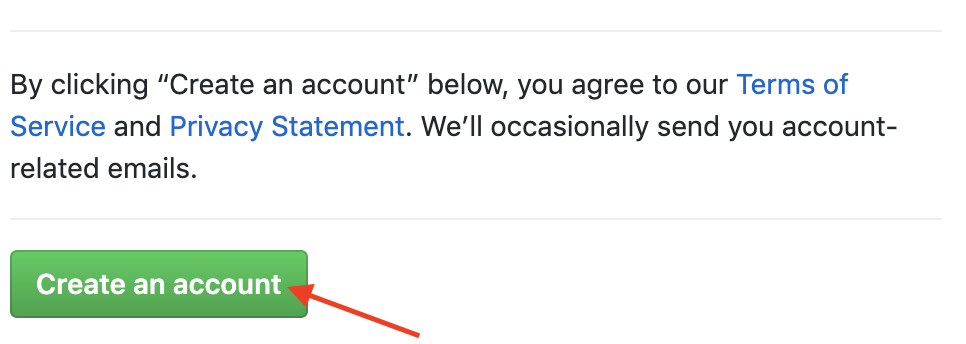 By clicking “Create an account” below, you agree to our Terms of
Service and Privacy Statement. We’ll occasionally send you account-
related emails.
Create an account